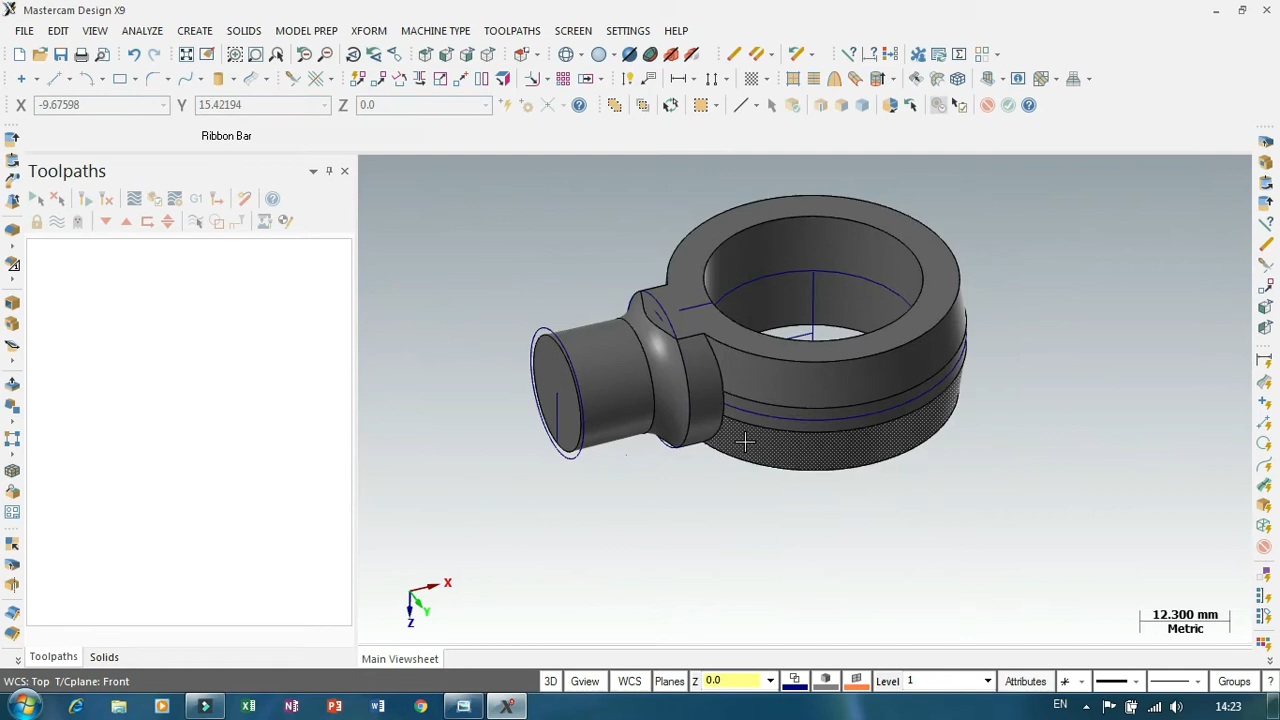 Mastercam Design X9
FILE EDIT VIEW ANALYZE CREATE SOLIDS MODEL PREP XFORM MACHINE TYPE TOOLPATHS SCREEN SETTINGS HELP
X -9.67598 Y 15.42194 Z 0.0
Ribbon Bar
Toolpaths
G1
X
Y
Z
12.300 mm
Metric
Toolpaths Solids
Main Viewsheet
WCS: Top T/Cplane: Front
3D Gview WCS Planes Z 0.0 Level 1 Attributes Groups
EN 14:23